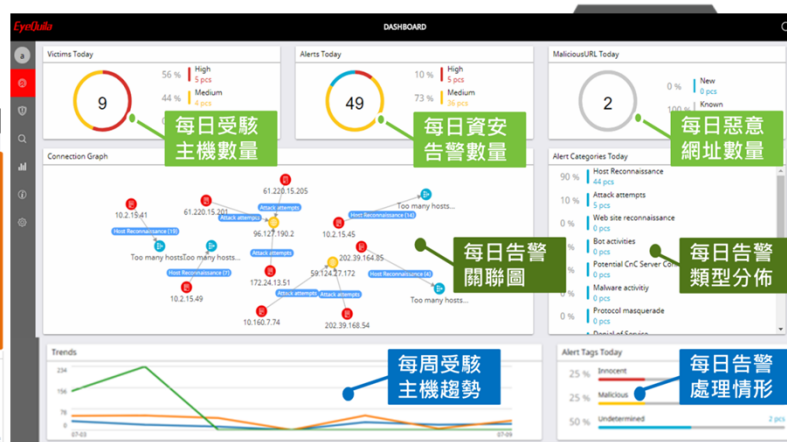 EyeQuila
DASHBOARD
Victims Today
9
56 %
High
5 pcs
44 %
Medium
4 pcs
每日受駭
主機數量
Alerts Today
49
10 %
High
5 pcs
73 %
Medium
36 pcs
每日資安
告警數量
MaliciousURL Today
2
0 %
New
0 pcs
100 %
Known
每日惡意
網址數量
Connection Graph
61.220.15.205
10.2.19.41
61.220.15.201
Attack attempts
Attack attempts
Too many hosts...
Host Reconnaissance (14)
Host Reconnaissance (19)
96.127.190.2
10.2.15.45
Too many hosts...
Too many hosts...
Attack attempts
202.39.164.85
Host Reconnaissance (1)
172.24.13.51
59.124.27.172
Host Reconnaissance (4)
10.2.15.49
Attack attempts
Attack attempts
Too many hosts...
10.160.7.74
202.39.168.54
每日告警
關聯圖
Alert Categories Today
90 %
Host Reconnaissance
44 pcs
10 %
Attack attempts
5 pcs
0 %
Web site reconnaissance
0 pcs
Bot activities
0 pcs
Potential CnC Server Con
0 pcs
Malware activitiy
0 pcs
0 %
Protocol masquerade
0 pcs
Denial of Service
每日告警
類型分佈
Trends
234
156
78
0
07-03
07-09
每周受駭
主機趨勢
Alert Tags Today
25 %
Innocent
25 %
Malicious
50 %
Undetermined
2 pcs
每日告警
處理情形